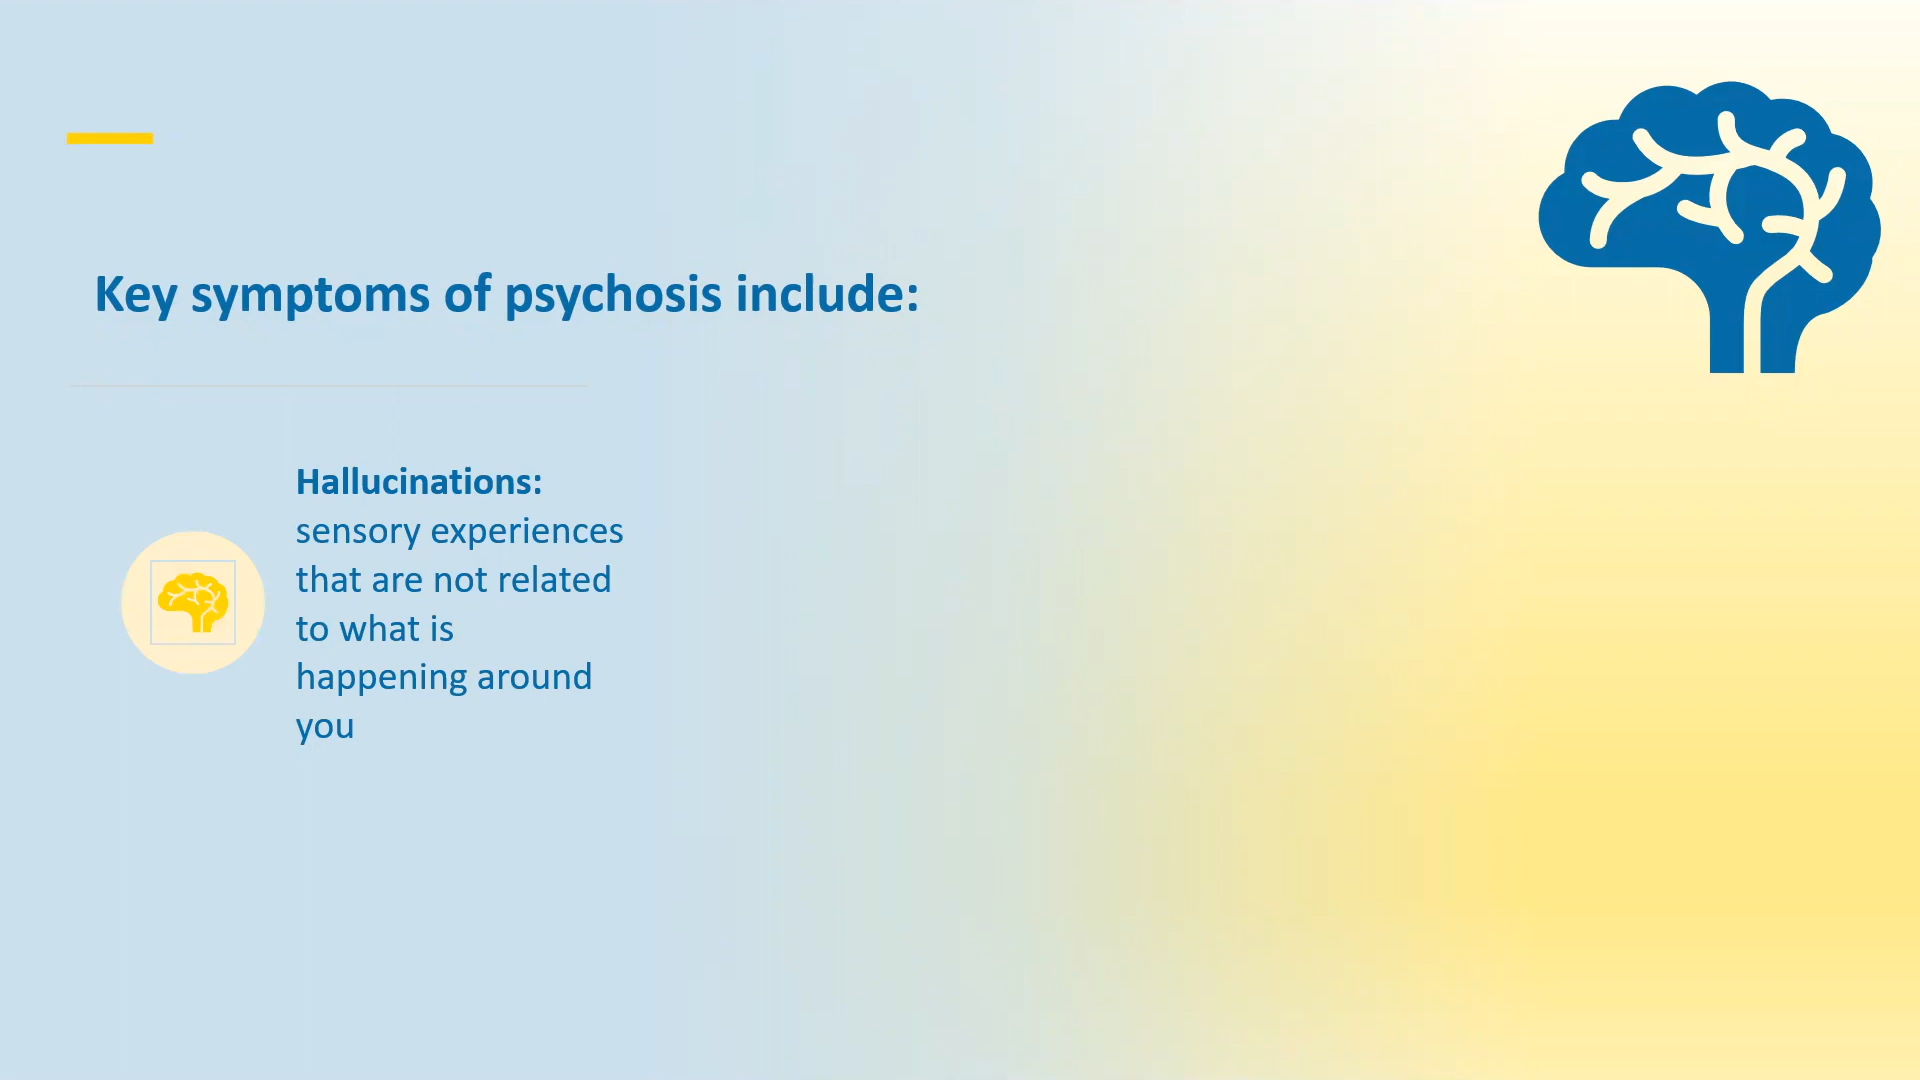 Key symptoms of psychosis include:
Hallucinations:
sensory experiences
that are not related
to what is
happening around
you